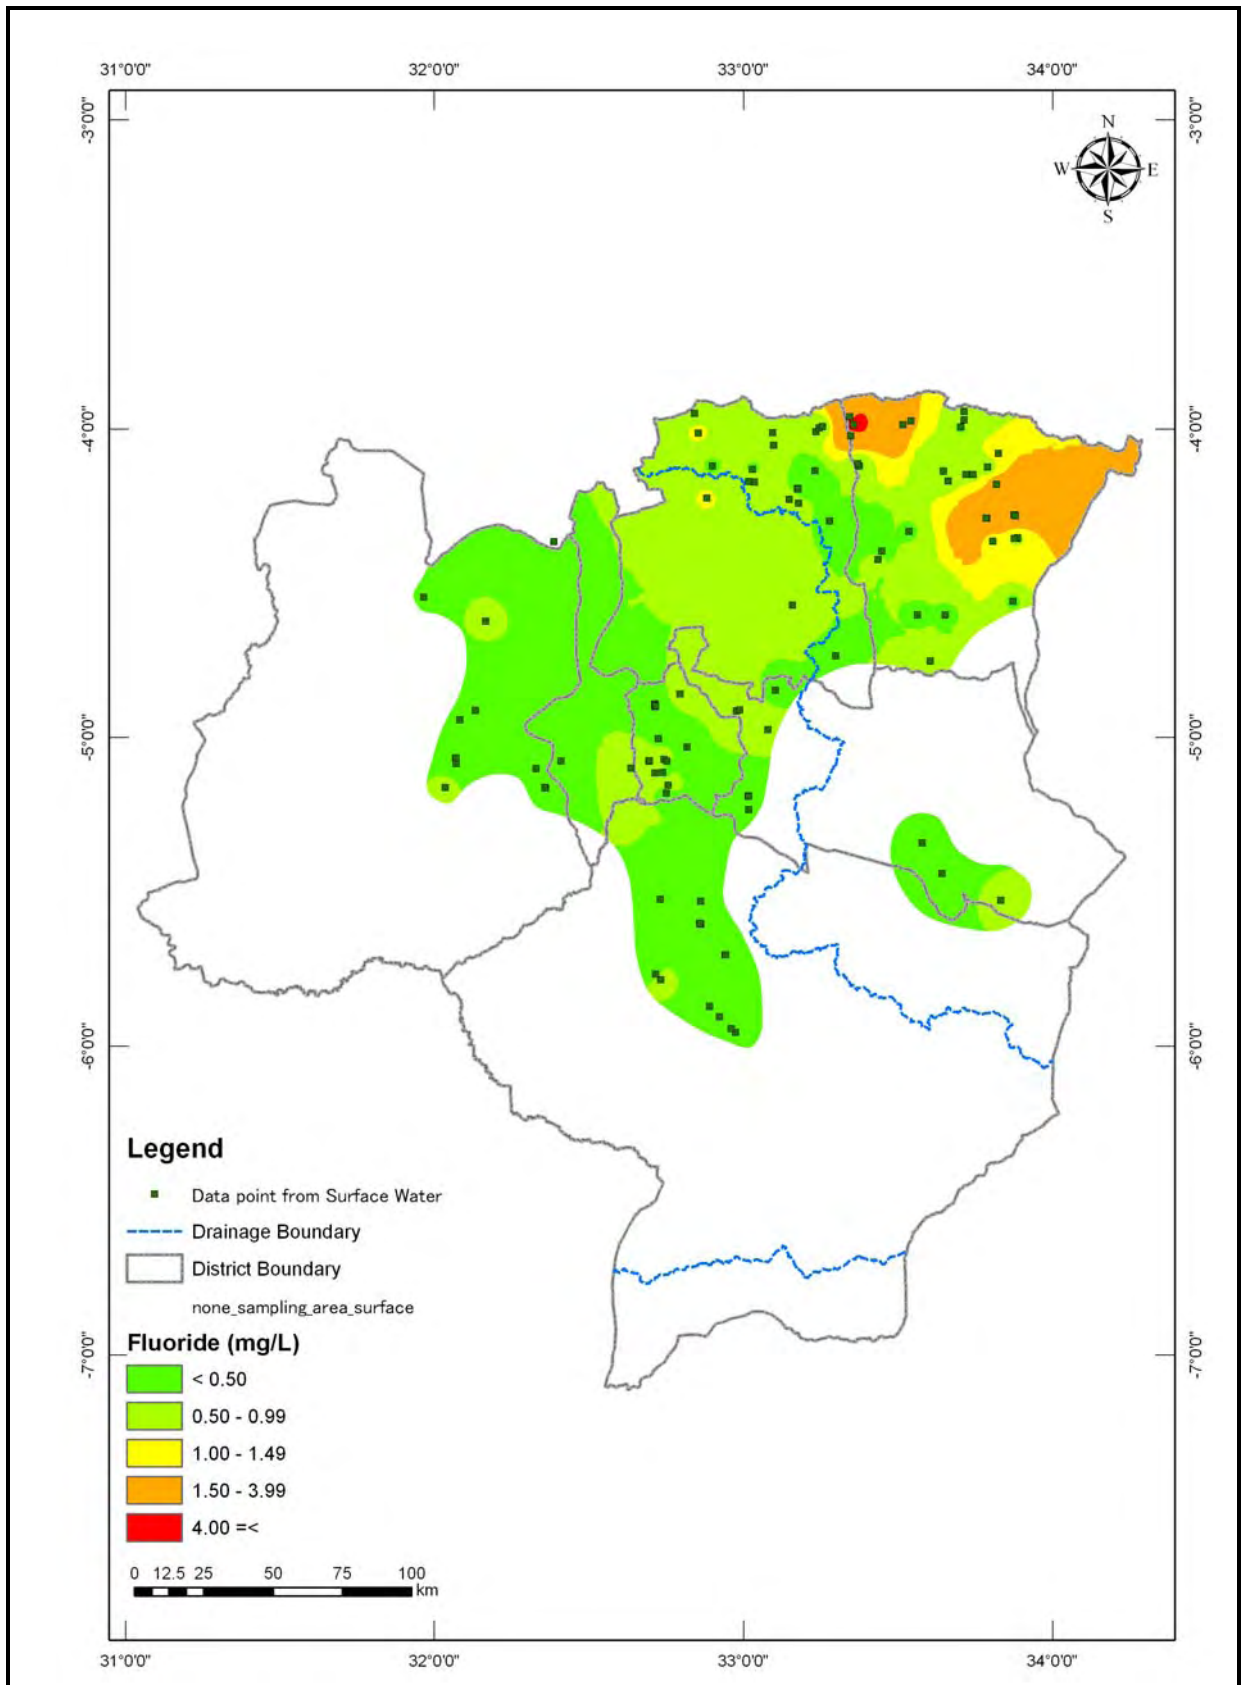 31°0'0" 32°0'0" 33°0'0" 34°0'0"
-3°0'0" -3°0'0"
N
W E
S
-4°0'0" -4°0'0"
-5°0'0" -5°0'0"
-6°0'0" -6°0'0"
Legend
Data point from Surface Water
Drainage Boundary
District Boundary
none_sampling_area_surface
-7°0'0" -7°0'0"
Fluoride (mg/L)
< 0.50
0.50 - 0.99
1.00 - 1.49
1.50 - 3.99
4.00 =<
0 12.5 25 50 75 100
km
31°0'0" 32°0'0" 33°0'0" 34°0'0"